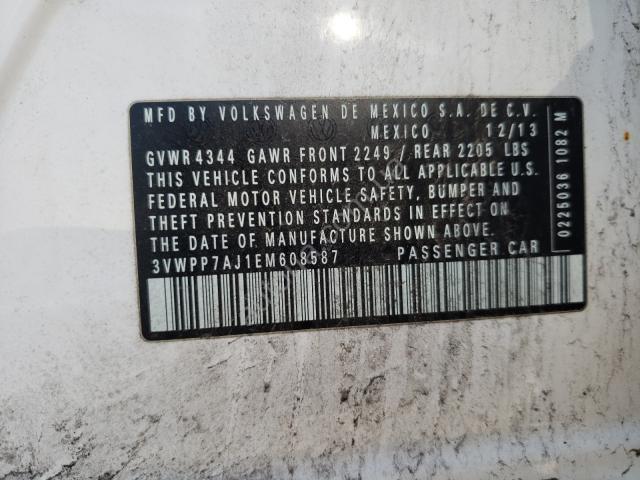 MFD BY VOLKSWAGEN DE MEXICO S.A. DE C.V.
MEXICO 12/13
GVWR 4344 GAWR FRONT 2249 / REAR 2205 LBS
THIS VEHICLE CONFORMS TO ALL APPLICABLE U.S.
FEDERAL MOTOR VEHICLE SAFETY, BUMPER AND
THEFT PREVENTION STANDARDS IN EFFECT ON
THE DATE OF MANUFACTURE SHOWN ABOVE.
3VWPP7AJ1EM608587 PASSENGER CAR
0226036 1082 M